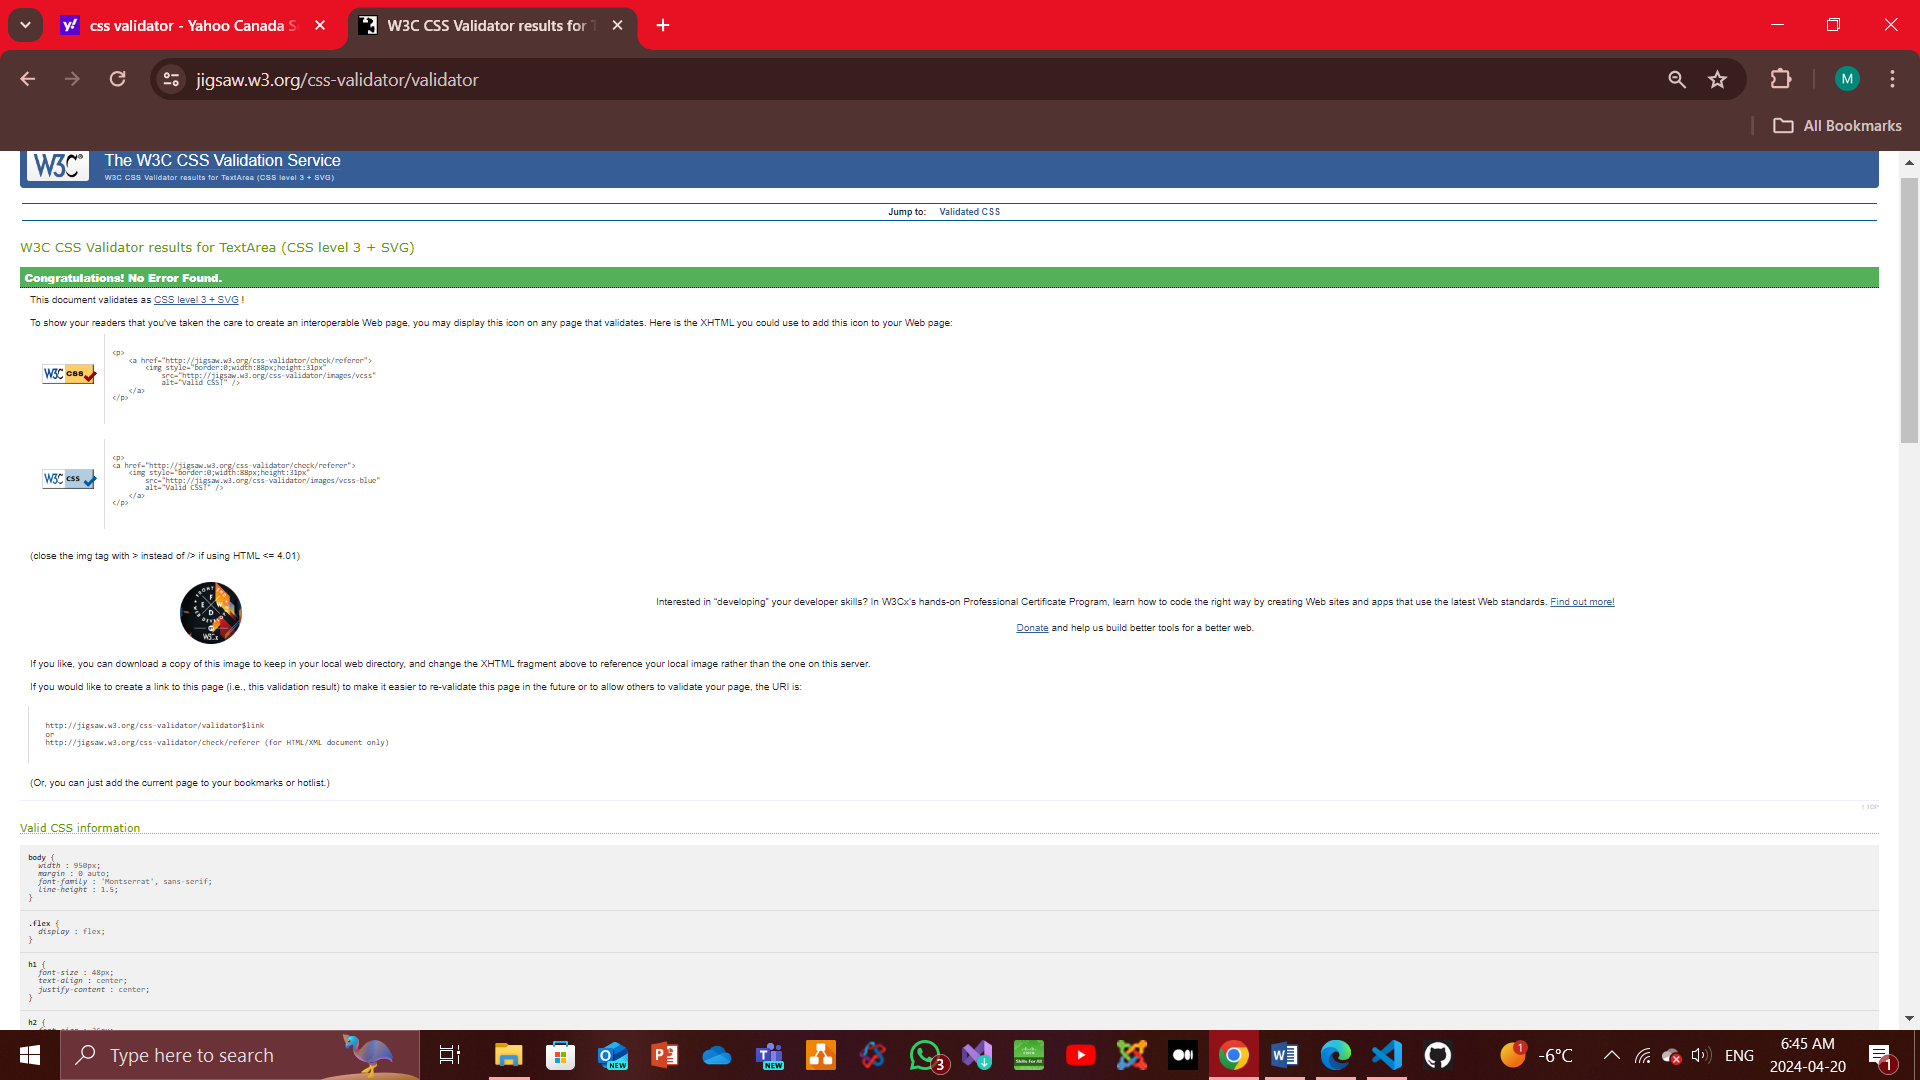 css validator - Yahoo Canada S
W3C CSS Validator results for T
jigsaw.w3.org/css-validator/validator
M
All Bookmarks
W3C®
The W3C CSS Validation Service
W3C CSS Validator results for TextArea (CSS level 3 + SVG)
Jump to: Validated CSS
W3C CSS Validator results for TextArea (CSS level 3 + SVG)
Congratulations! No Error Found.
This document validates as CSS level 3 + SVG !
To show your readers that you've taken the care to create an interoperable Web page, you may display this icon on any page that validates. Here is the XHTML you could use to add this icon to your Web page:
W3C css
<p>
<a href="http://jigsaw.w3.org/css-validator/check/referer">
<img style="border:0;width:88px;height:31px"
src="http://jigsaw.w3.org/css-validator/images/vcss"
alt="Valid CSS!" />
</a>
</p>
W3C css
<p>
<a href="http://jigsaw.w3.org/css-validator/check/referer">
<img style="border:0;width:88px;height:31px"
src="http://jigsaw.w3.org/css-validator/images/vcss-blue"
alt="Valid CSS!" />
</a>
</p>
(close the img tag with > instead of /> if using HTML <= 4.01)
W3Cx
Interested in "developing" your developer skills? In W3Cx's hands-on Professional Certificate Program, learn how to code the right way by creating Web sites and apps that use the latest Web standards. Find out more!
Donate and help us build better tools for a better web.
If you like, you can download a copy of this image to keep in your local web directory, and change the XHTML fragment above to reference your local image rather than the one on this server.
If you would like to create a link to this page (i.e., this validation result) to make it easier to re-validate this page in the future or to allow others to validate your page, the URI is:
http://jigsaw.w3.org/css-validator/validator$link
or
http://jigsaw.w3.org/css-validator/check/referer (for HTML/XML document only)
(Or, you can just add the current page to your bookmarks or hotlist.)
↑ TOP
Valid CSS information
body {
width : 950px;
margin : 0 auto;
font-family : 'Montserrat', sans-serif;
line-height : 1.5;
}
.flex {
display : flex;
}
h1 {
font-size : 48px;
text-align : center;
justify-content : center;
}
h2 {
Type here to search
NEW
NEW
3
1
-6°C
ENG
6:45 AM
2024-04-20
1